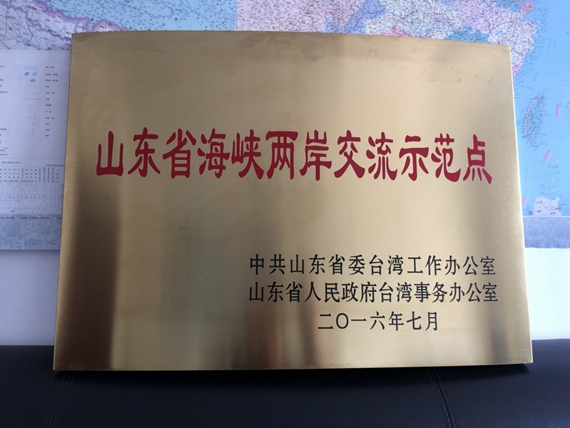 山东省海峡两岸交流示范点
中共山东省委台湾工作办公室
山东省人民政府台湾事务办公室
二〇一六年七月